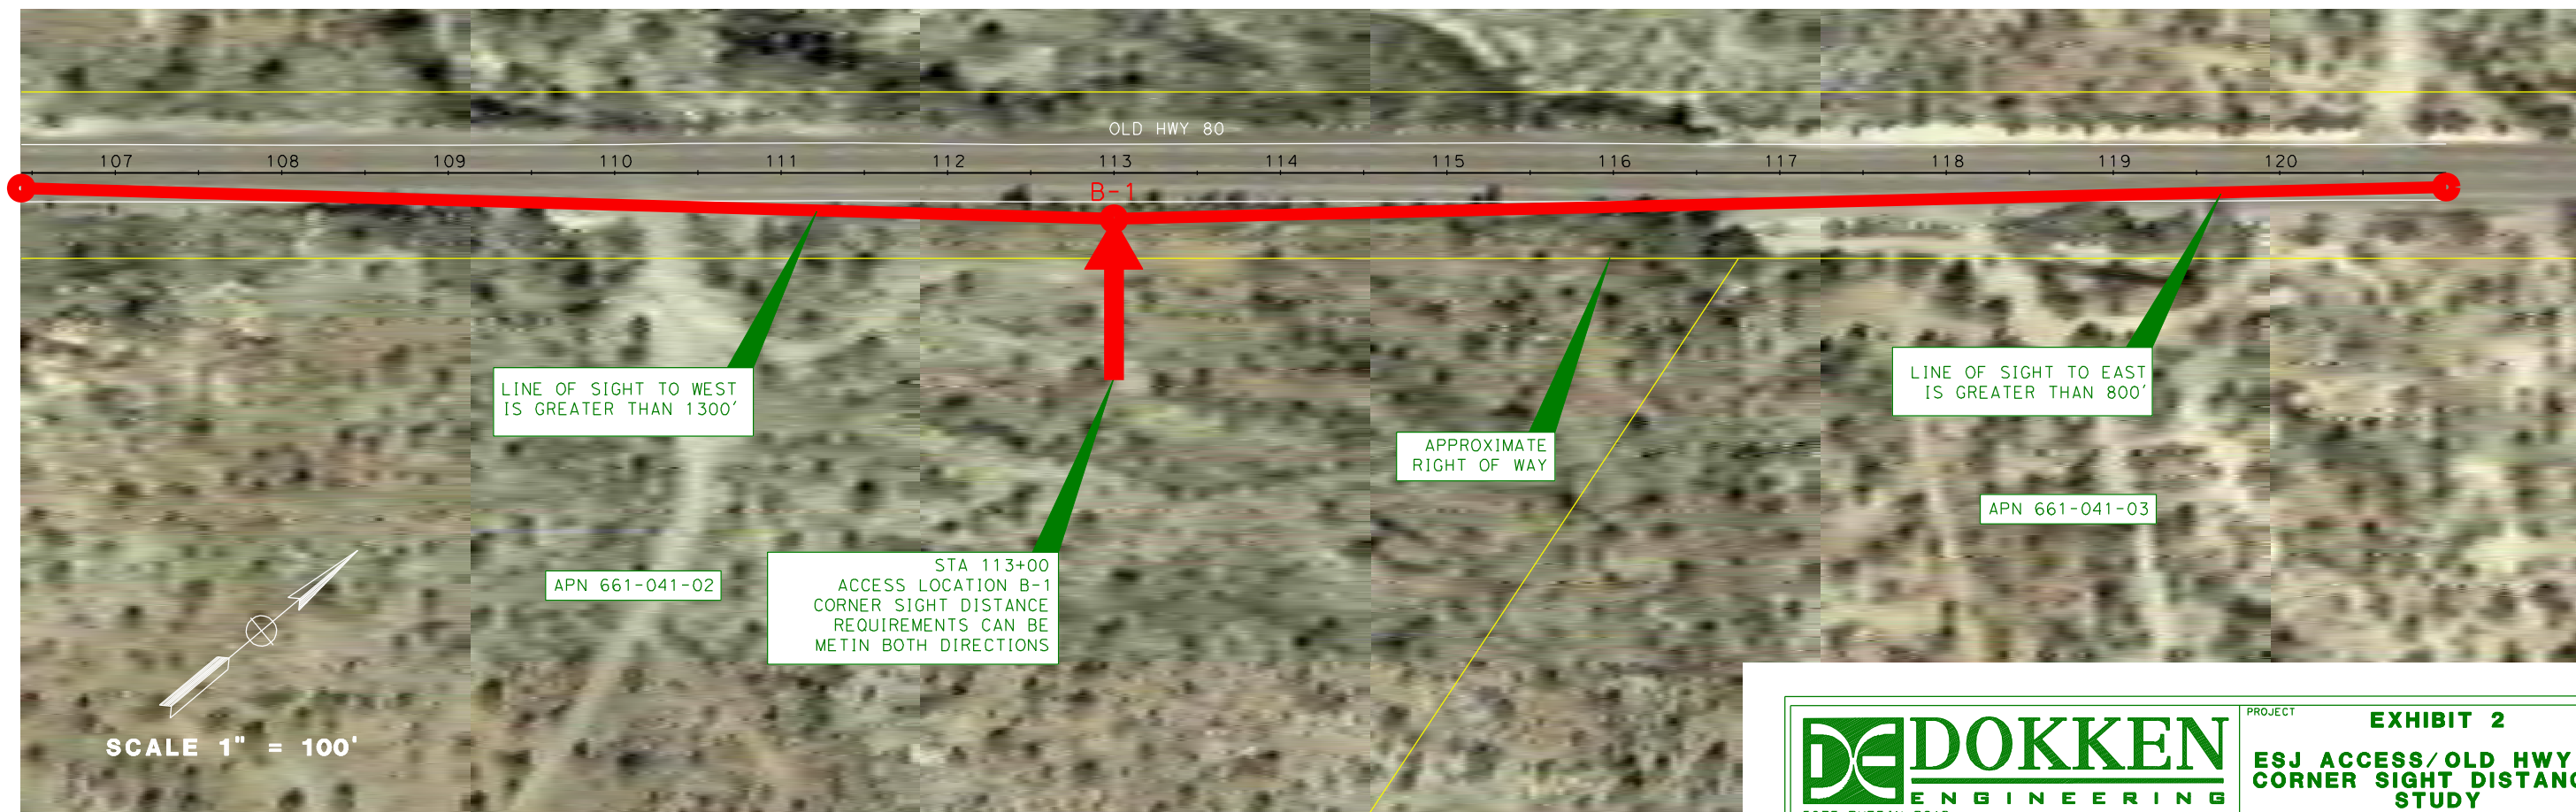 OLD HWY 80
107 108 109 110 111 112 113 114 115 116 117 118 119 120
B-1
LINE OF SIGHT TO WEST
IS GREATER THAN 1300'
LINE OF SIGHT TO EAST
IS GREATER THAN 800'
APPROXIMATE
RIGHT OF WAY
APN 661-041-03
APN 661-041-02
STA 113+00
ACCESS LOCATION B-1
CORNER SIGHT DISTANCE
REQUIREMENTS CAN BE
METIN BOTH DIRECTIONS
SCALE 1" = 100'
DOKKEN
ENGINEERING
PROJECT
EXHIBIT 2
ESJ ACCESS/OLD HWY
CORNER SIGHT DISTANC
STUDY